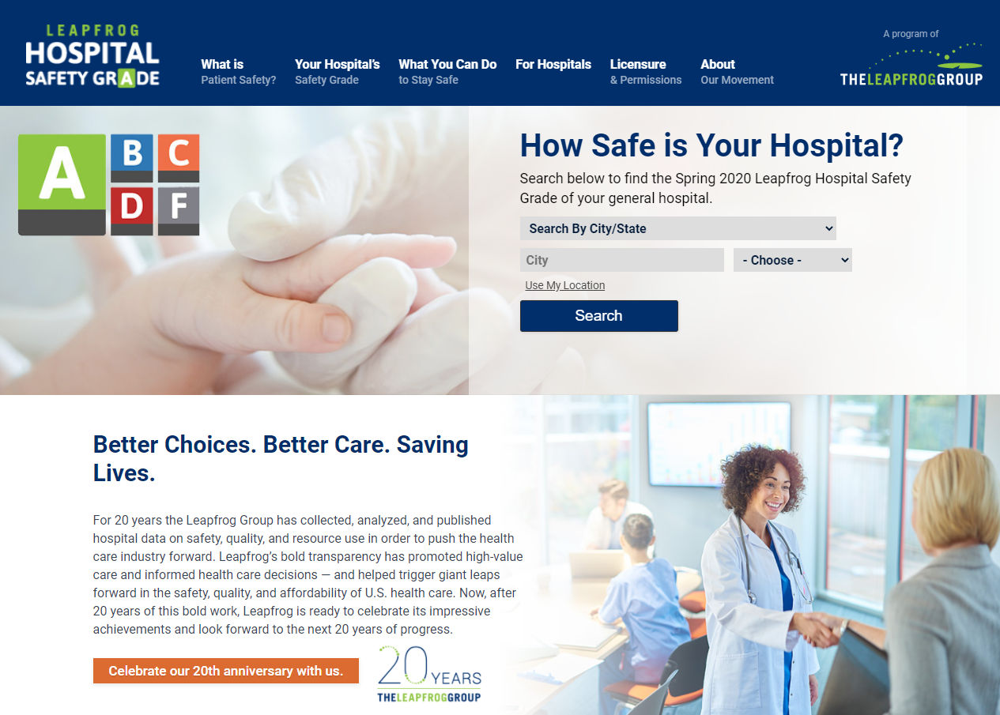 LEAPFROG
HOSPITAL
SAFETY GRADE
What is
Patient Safety?
Your Hospital's
Safety Grade
What You Can Do
to Stay Safe
For Hospitals
Licensure
& Permissions
About
Our Movement
A program of
THELEAPFROGGROUP
A
B
C
D
F
How Safe is Your Hospital?
Search below to find the Spring 2020 Leapfrog Hospital Safety
Grade of your general hospital.
Search By City/State
City
- Choose -
Use My Location
Search
Better Choices. Better Care. Saving
Lives.
For 20 years the Leapfrog Group has collected, analyzed, and published
hospital data on safety, quality, and resource use in order to push the health
care industry forward. Leapfrog's bold transparency has promoted high-value
care and informed health care decisions — and helped trigger giant leaps
forward in the safety, quality, and affordability of U.S. health care. Now, after
20 years of this bold work, Leapfrog is ready to celebrate its impressive
achievements and look forward to the next 20 years of progress.
Celebrate our 20th anniversary with us.
20 YEARS
THELEAPFROGGROUP